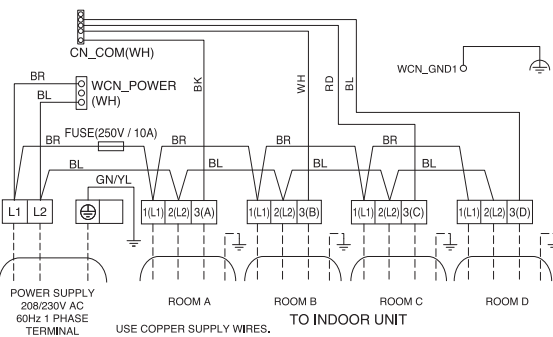 CN_COM(WH)
BR
WCN_POWER
(WH)
BL
BK
WH
RD
BL
WCN_GND1
FUSE(250V / 10A)
BR
BR
BR
BR
BL
BL
BL
BL
GN/YL
L1 L2
1(L1) 2(L2) 3(A)
1(L1) 2(L2) 3(B)
1(L1) 2(L2) 3(C)
1(L1) 2(L2) 3(D)
POWER SUPPLY
208/230V AC
60Hz 1 PHASE
TERMINAL
ROOM A
ROOM B
ROOM C
ROOM D
TO INDOOR UNIT
USE COPPER SUPPLY WIRES.